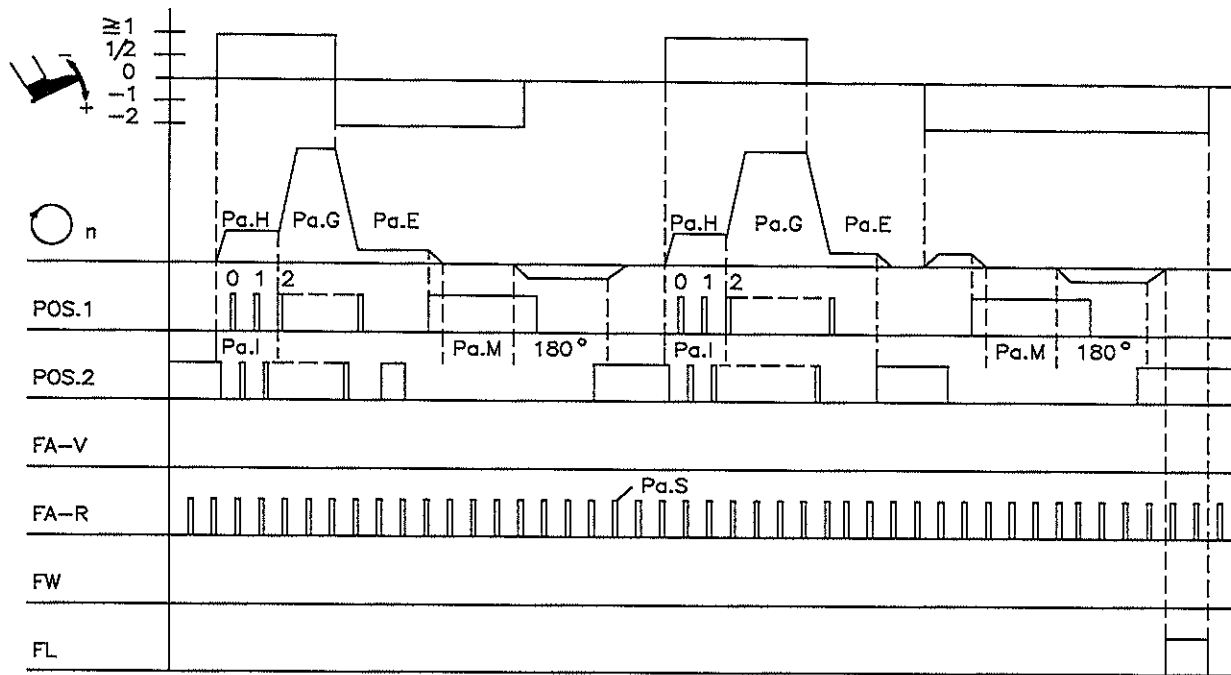 ≧1
1/2
0
−1
−2
−
+
n
Pa.H Pa.G Pa.E Pa.H Pa.G Pa.E
0 1 2 0 1 2
POS.1
Pa.I Pa.M 180° Pa.I Pa.M 180°
POS.2
FA−V
Pa.S
FA−R
FW
FL